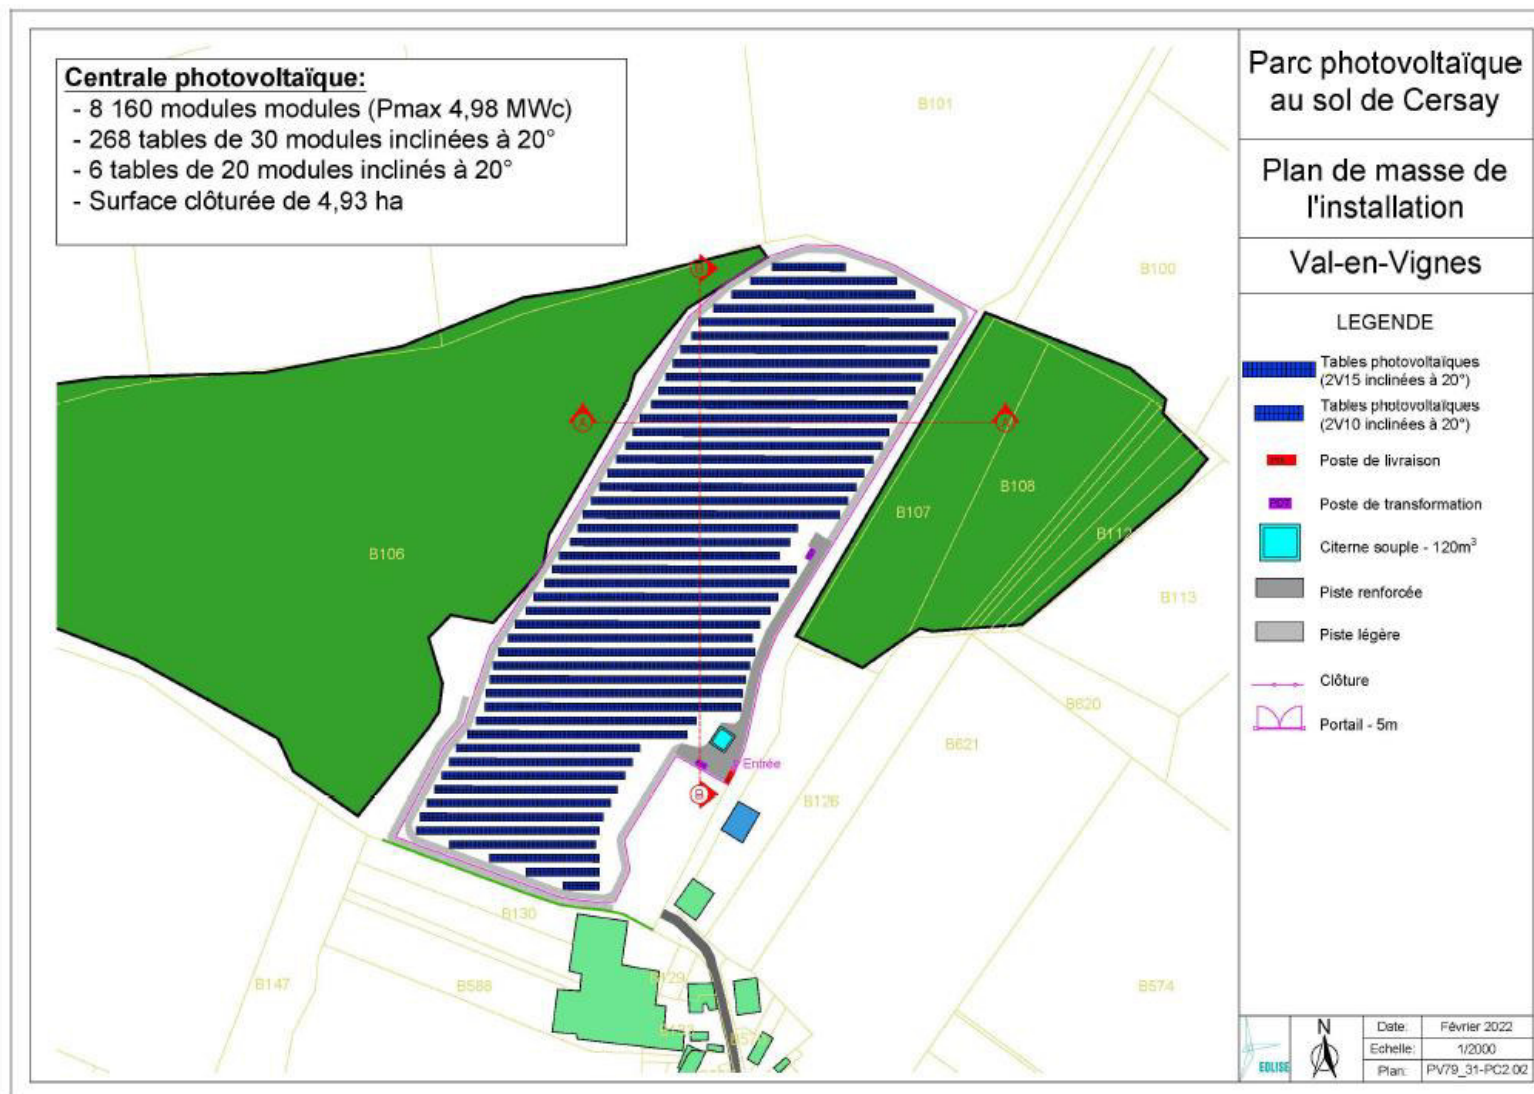 Centrale photovoltaïque:
- 8 160 modules modules (Pmax 4,98 MWc)
- 268 tables de 30 modules inclinées à 20°
- 6 tables de 20 modules inclinés à 20°
- Surface clôturée de 4,93 ha
Parc photovoltaïque
au sol de Cersay
Plan de masse de
l'installation
Val-en-Vignes
LEGENDE
Tables photovoltaïques
(2V15 inclinées à 20°)
Tables photovoltaïques
(2V10 inclinées à 20°)
Poste de livraison
Poste de transformation
Citerne souple - 120m³
Piste renforcée
Piste légère
Clôture
Portail - 5m
B101
B100
A
A
B107
B108
B106
B112
B113
B620
B621
Entrée
B
B126
B130
B147
B588
B129
B574
N
EOLISE
Date: Février 2022
Echelle: 1/2000
Plan: